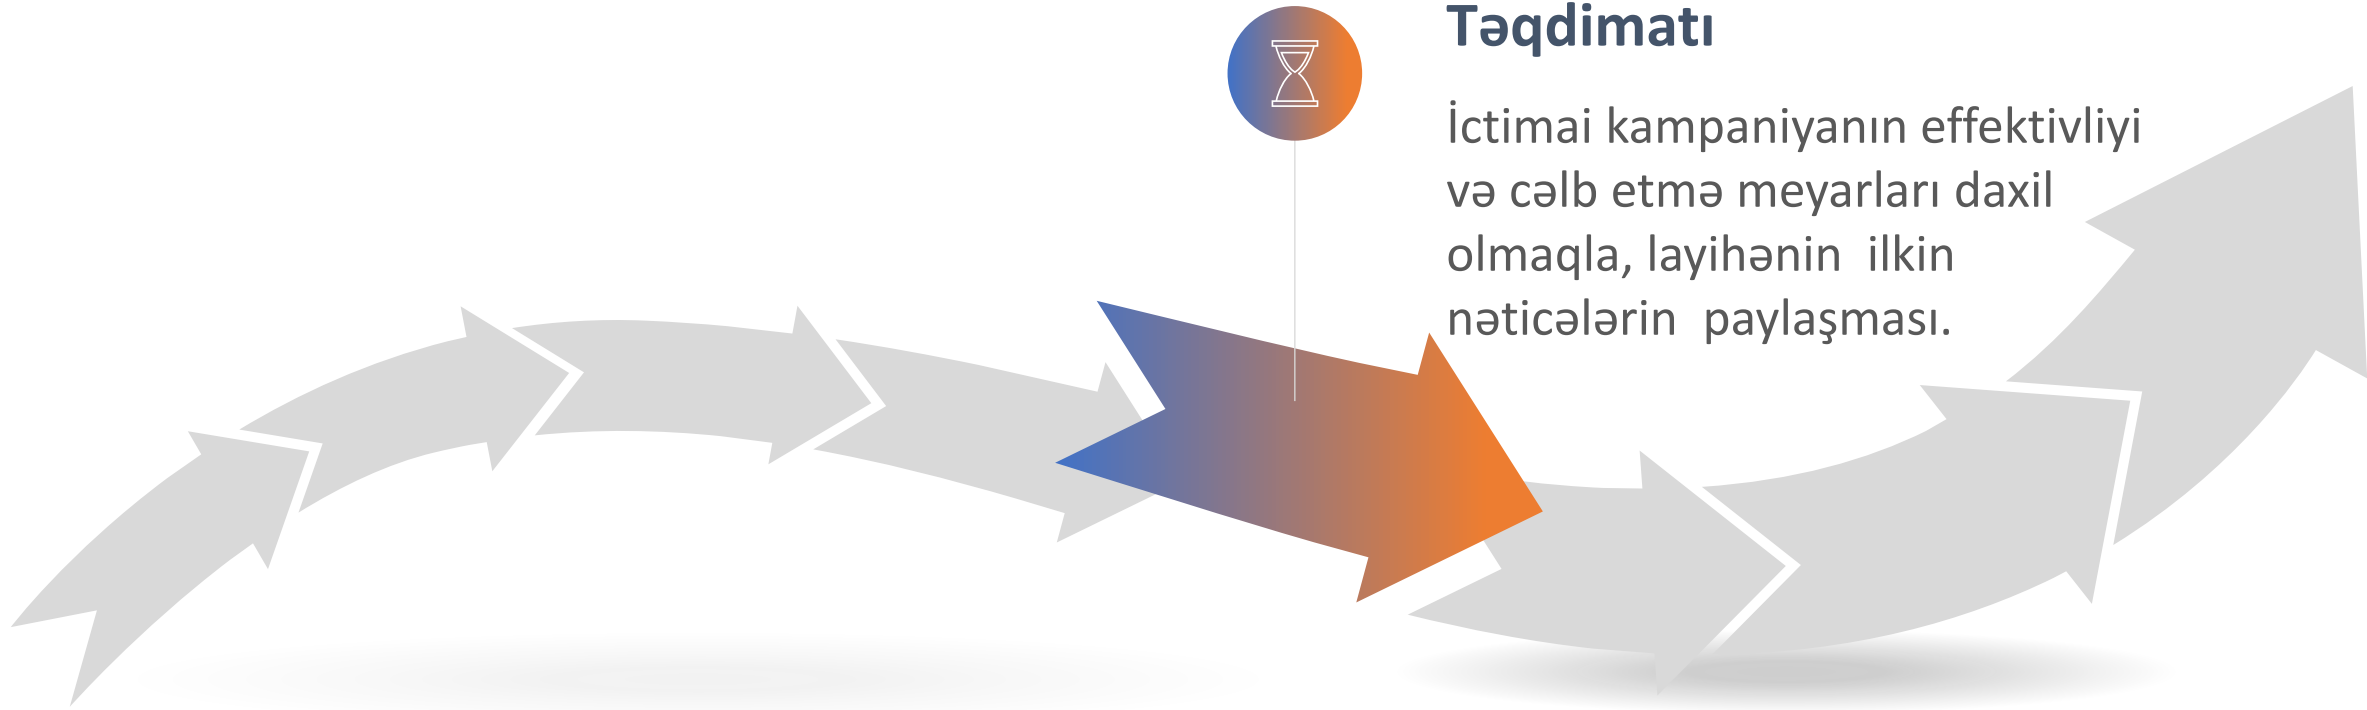 Təqdimatı
İctimai kampaniyanın effektivliyi
və cəlb etmə meyarları daxil
olmaqla, layihənin  ilkin
nəticələrin  paylaşması.